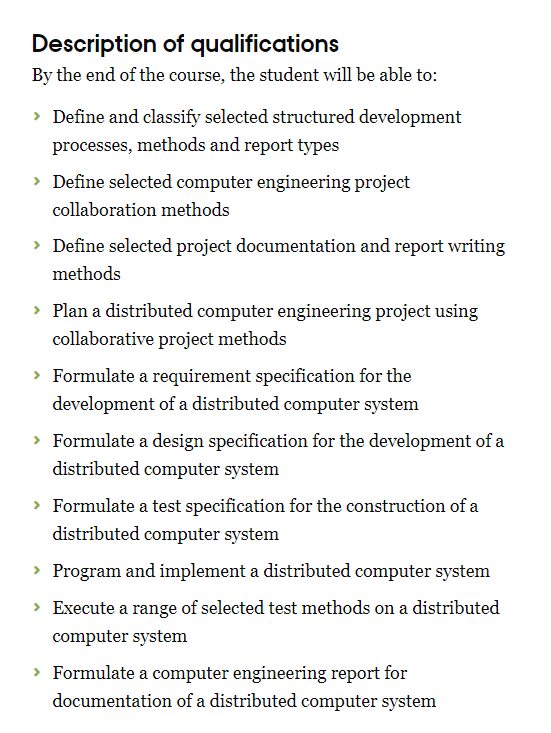 Description of qualifications
By the end of the course, the student will be able to:
Define and classify selected structured development
processes, methods and report types
Define selected computer engineering project
collaboration methods
Define selected project documentation and report writing
methods
Plan a distributed computer engineering project using
collaborative project methods
Formulate a requirement specification for the
development of a distributed computer system
Formulate a design specification for the development of a
distributed computer system
Formulate a test specification for the construction of a
distributed computer system
Program and implement a distributed computer system
Execute a range of selected test methods on a distributed
computer system
Formulate a computer engineering report for
documentation of a distributed computer system